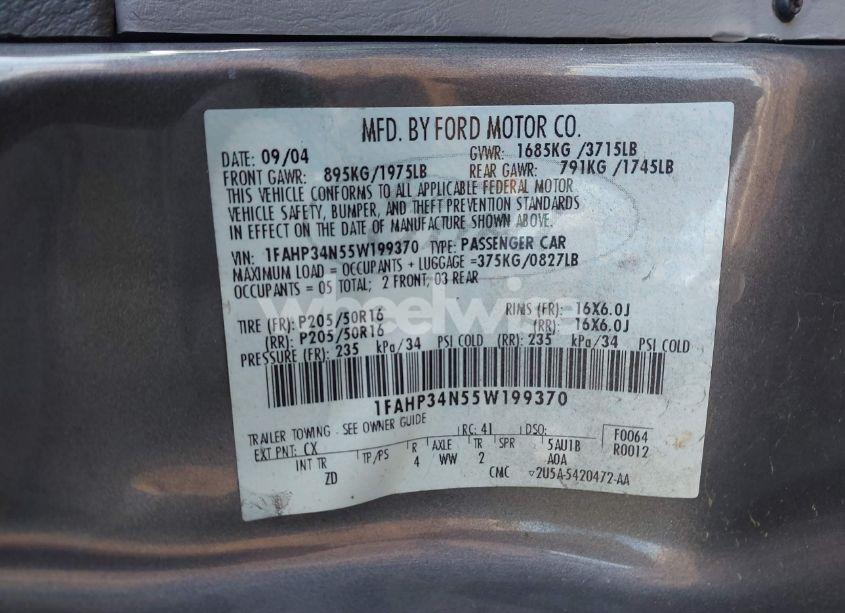 MFD. BY FORD MOTOR CO.
DATE: 09/04 GVWR: 1685KG /3715LB
FRONT GAWR: 895KG/1975LB REAR GAWR: 791KG /1745LB
THIS VEHICLE CONFORMS TO ALL APPLICABLE FEDERAL MOTOR
VEHICLE SAFETY, BUMPER, AND THEFT PREVENTION STANDARDS
IN EFFECT ON THE DATE OF MANUFACTURE SHOWN ABOVE.
VIN: 1FAHP34N55W199370 TYPE: PASSENGER CAR
MAXIMUM LOAD = OCCUPANTS + LUGGAGE =375KG/0827LB
OCCUPANTS = 05 TOTAL; 2 FRONT, 03 REAR
wheelwise
TIRE (FR): P205/50R16 RIMS (FR): 16X6.0J
(RR): P205/50R16 (RR): 16X6.0J
PRESSURE (FR): 235 kPa/34 PSI COLD (RR): 235 kPa/34 PSI COLD
1FAHP34N55W199370
TRAILER TOWING - SEE OWNER GUIDE
EXT PNT: CX RC: 41 DSO: F0064
INT TR TP/PS R AXLE TR SPR 5AU1B R0012
ZD 4 WW 2 A0A
CMC ▽2U5A-5420472-AA